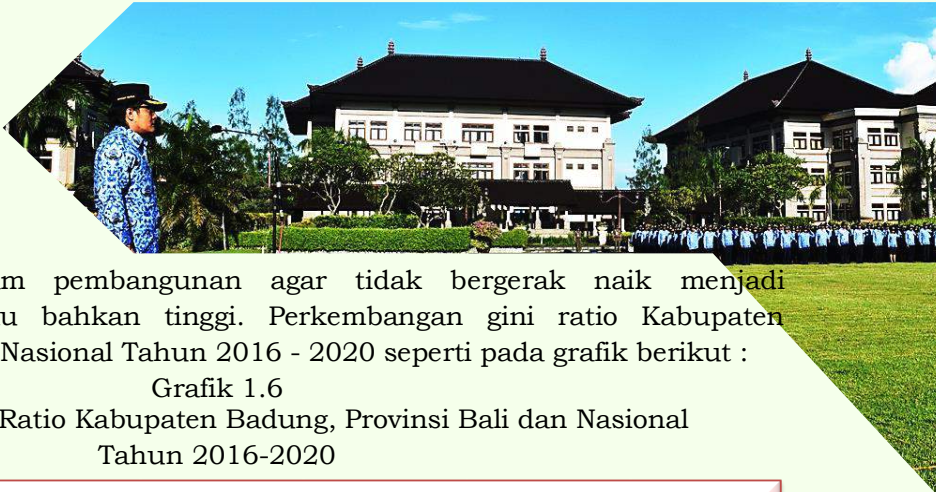 m pembangunan agar tidak bergerak naik menjadi
u bahkan tinggi. Perkembangan gini ratio Kabupaten
Nasional Tahun 2016 - 2020 seperti pada grafik berikut :
Grafik 1.6
Ratio Kabupaten Badung, Provinsi Bali dan Nasional
Tahun 2016-2020